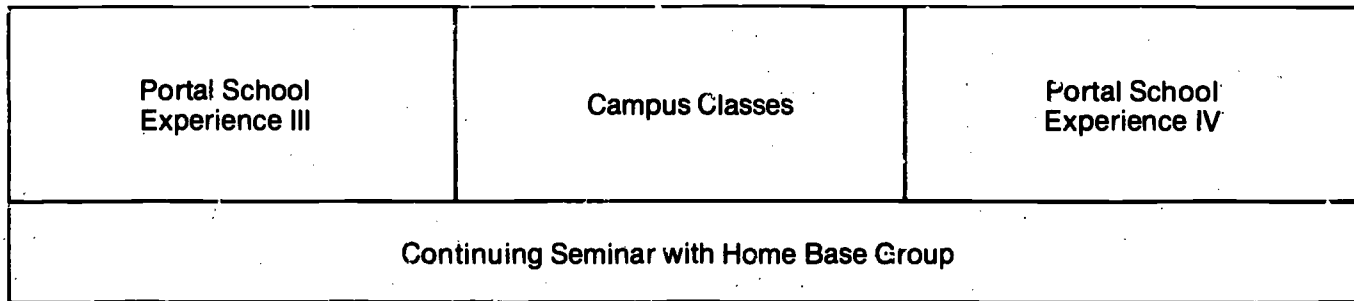 Portal School
Experience III
Campus Classes
Portal School
Experience IV
Continuing Seminar with Home Base Group